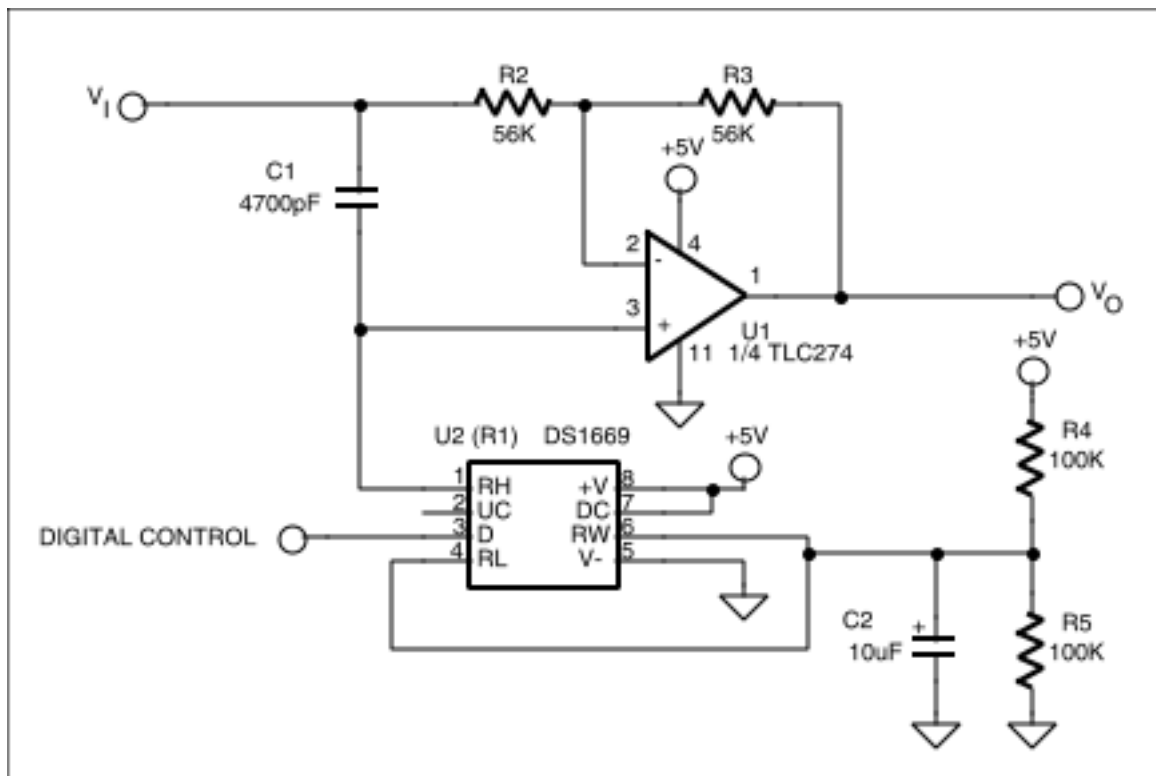 VI
R2
56K
R3
56K
+5V
C1
4700pF
2
-
4
1
3
+
VO
U1
11 1/4 TLC274
+5V
U2 (R1) DS1669
+5V
R4
100K
1 RH +V 8
2 UC DC 7
DIGITAL CONTROL
3 D RW 6
4 RL V- 5
C2
+
10uF
R5
100K